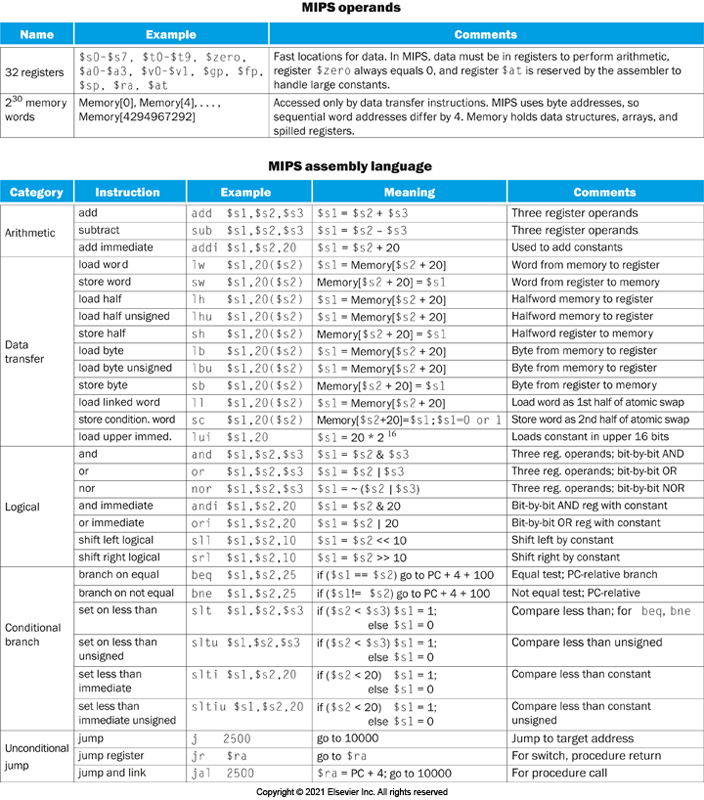 MIPS operands
Name Example Comments
32 registers
$s0-$s7, $t0-$t9, $zero,
$a0-$a3, $v0-$v1, $gp, $fp,
$sp, $ra, $at
Fast locations for data. In MIPS, data must be in registers to perform arithmetic,
register $zero always equals 0, and register $at is reserved by the assembler to
handle large constants.
2^30 memory
words
Memory[0], Memory[4], . . . ,
Memory[4294967292]
Accessed only by data transfer instructions. MIPS uses byte addresses, so
sequential word addresses differ by 4. Memory holds data structures, arrays, and
spilled registers.
MIPS assembly language
Category Instruction Example Meaning Comments
Arithmetic
add add $s1,$s2,$s3 $s1 = $s2 + $s3 Three register operands
subtract sub $s1,$s2,$s3 $s1 = $s2 – $s3 Three register operands
add immediate addi $s1,$s2,20 $s1 = $s2 + 20 Used to add constants
Data
transfer
load word lw $s1,20($s2) $s1 = Memory[$s2 + 20] Word from memory to register
store word sw $s1,20($s2) Memory[$s2 + 20] = $s1 Word from register to memory
load half lh $s1,20($s2) $s1 = Memory[$s2 + 20] Halfword memory to register
load half unsigned lhu $s1,20($s2) $s1 = Memory[$s2 + 20] Halfword memory to register
store half sh $s1,20($s2) Memory[$s2 + 20] = $s1 Halfword register to memory
load byte lb $s1,20($s2) $s1 = Memory[$s2 + 20] Byte from memory to register
load byte unsigned lbu $s1,20($s2) $s1 = Memory[$s2 + 20] Byte from memory to register
store byte sb $s1,20($s2) Memory[$s2 + 20] = $s1 Byte from register to memory
load linked word ll $s1,20($s2) $s1 = Memory[$s2 + 20] Load word as 1st half of atomic swap
store condition. word sc $s1,20($s2) Memory[$s2+20]=$s1;$s1=0 or 1 Store word as 2nd half of atomic swap
load upper immed. lui $s1,20 $s1 = 20 * 2^16 Loads constant in upper 16 bits
Logical
and and $s1,$s2,$s3 $s1 = $s2 & $s3 Three reg. operands; bit-by-bit AND
or or $s1,$s2,$s3 $s1 = $s2 | $s3 Three reg. operands; bit-by-bit OR
nor nor $s1,$s2,$s3 $s1 = ~ ($s2 | $s3) Three reg. operands; bit-by-bit NOR
and immediate andi $s1,$s2,20 $s1 = $s2 & 20 Bit-by-bit AND reg with constant
or immediate ori $s1,$s2,20 $s1 = $s2 | 20 Bit-by-bit OR reg with constant
shift left logical sll $s1,$s2,10 $s1 = $s2 << 10 Shift left by constant
shift right logical srl $s1,$s2,10 $s1 = $s2 >> 10 Shift right by constant
Conditional
branch
branch on equal beq $s1,$s2,25 if ($s1 == $s2) go to PC + 4 + 100 Equal test; PC-relative branch
branch on not equal bne $s1,$s2,25 if ($s1!= $s2) go to PC + 4 + 100 Not equal test; PC-relative
set on less than slt $s1,$s2,$s3 if ($s2 < $s3) $s1 = 1; Compare less than; for beq, bne
else $s1 = 0
set on less than sltu $s1,$s2,$s3 if ($s2 < $s3) $s1 = 1; Compare less than unsigned
unsigned else $s1 = 0
set less than slti $s1,$s2,20 if ($s2 < 20) $s1 = 1; Compare less than constant
immediate else $s1 = 0
set less than sltiu $s1,$s2,20 if ($s2 < 20) $s1 = 1; Compare less than constant
immediate unsigned else $s1 = 0 unsigned
Unconditional
jump
jump j 2500 go to 10000 Jump to target address
jump register jr $ra go to $ra For switch, procedure return
jump and link jal 2500 $ra = PC + 4; go to 10000 For procedure call
Copyright © 2021 Elsevier Inc. All rights reserved